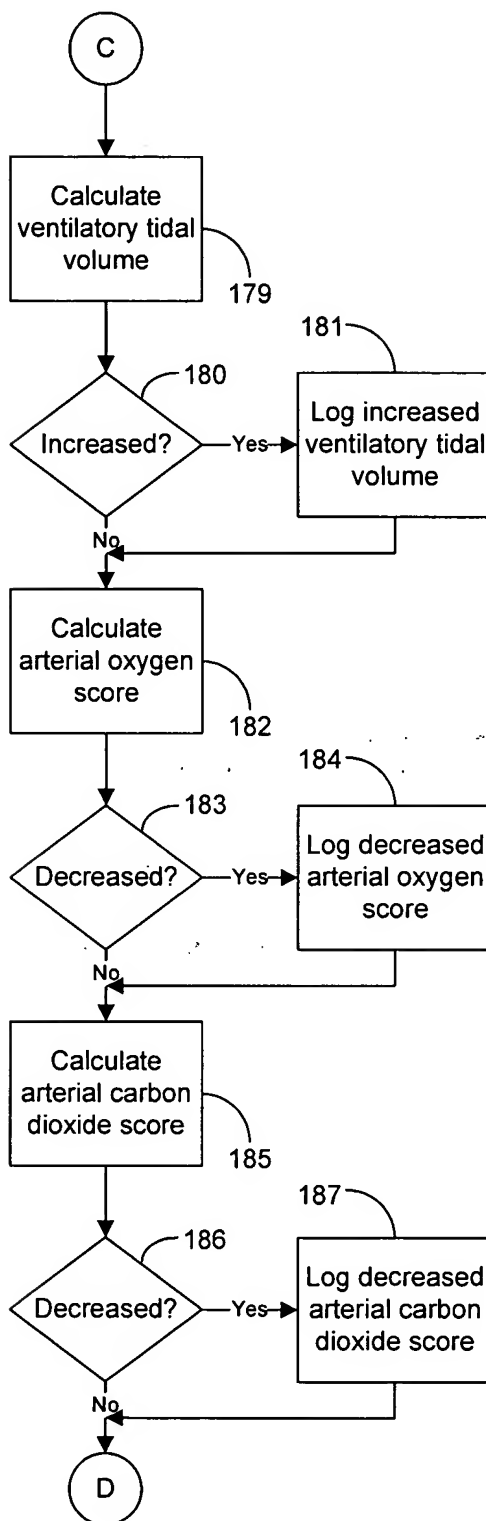 C
Calculate
ventilatory tidal
volume
179
180
181
Increased?
Yes
Log increased
ventilatory tidal
volume
No
Calculate
arterial oxygen
score
182
183
184
Decreased?
Yes
Log decreased
arterial oxygen
score
No
Calculate
arterial carbon
dioxide score
185
186
187
Decreased?
Yes
Log decreased
arterial carbon
dioxide score
No
D